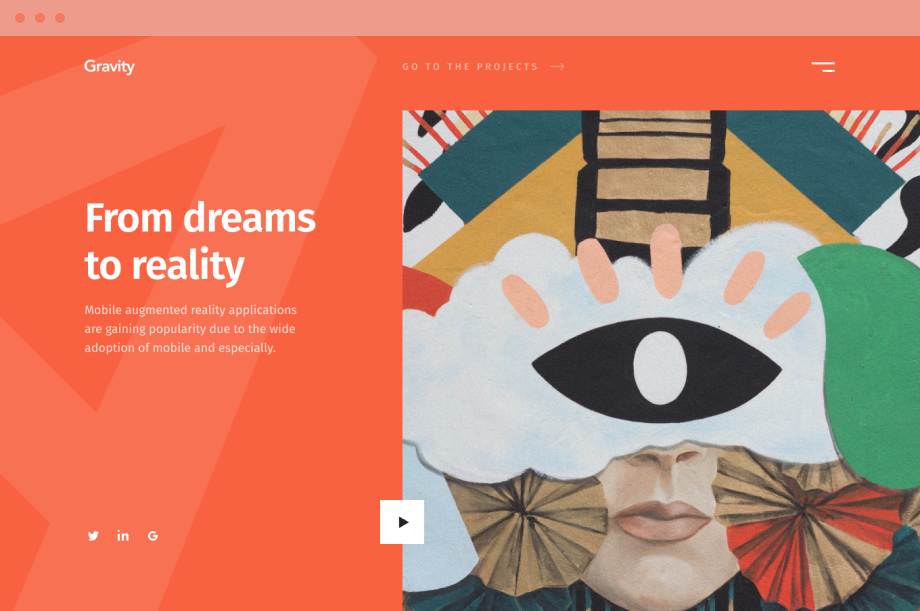 Gravity
GO TO THE PROJECTS
From dreams
to reality
Mobile augmented reality applications
are gaining popularity due to the wide
adoption of mobile and especially.
in
G